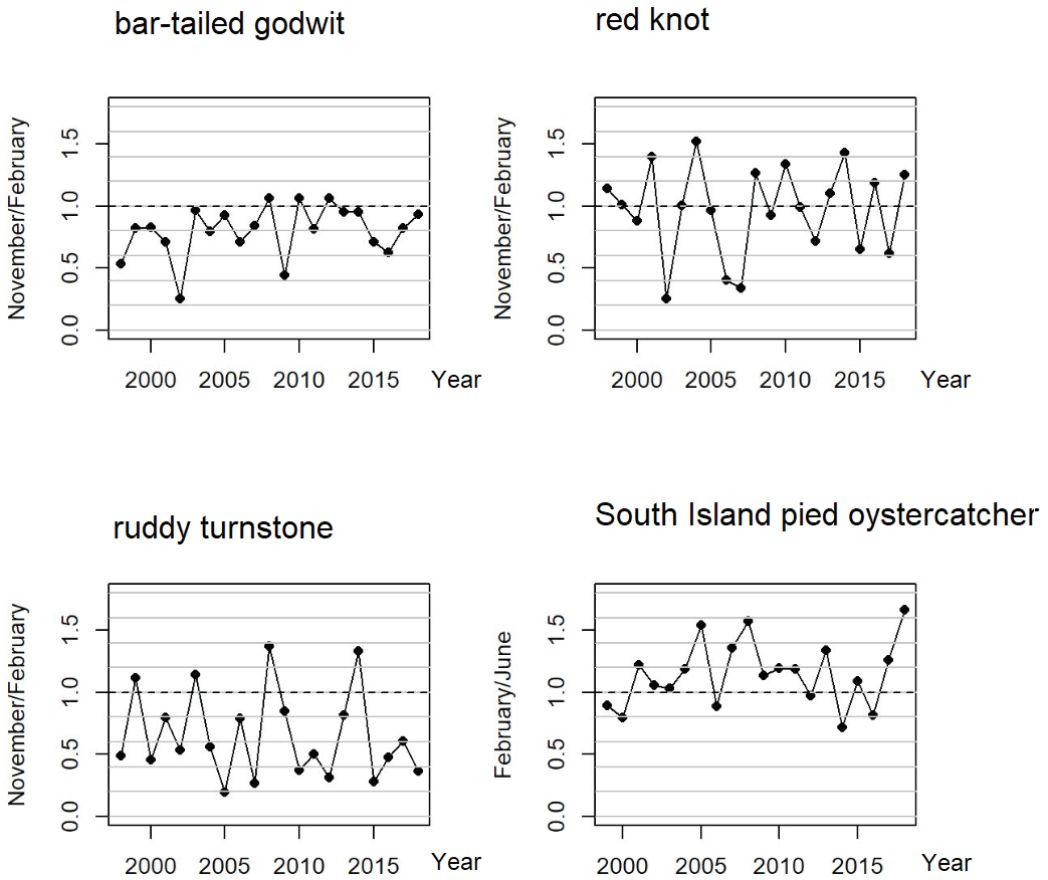 bar-tailed godwit
November/February
1.5
1.0
0.5
0.0
2000 2005 2010 2015 Year
red knot
November/February
1.5
1.0
0.5
0.0
2000 2005 2010 2015 Year
ruddy turnstone
November/February
1.5
1.0
0.5
0.0
2000 2005 2010 2015 Year
South Island pied oystercatcher
February/June
1.5
1.0
0.5
0.0
2000 2005 2010 2015 Year